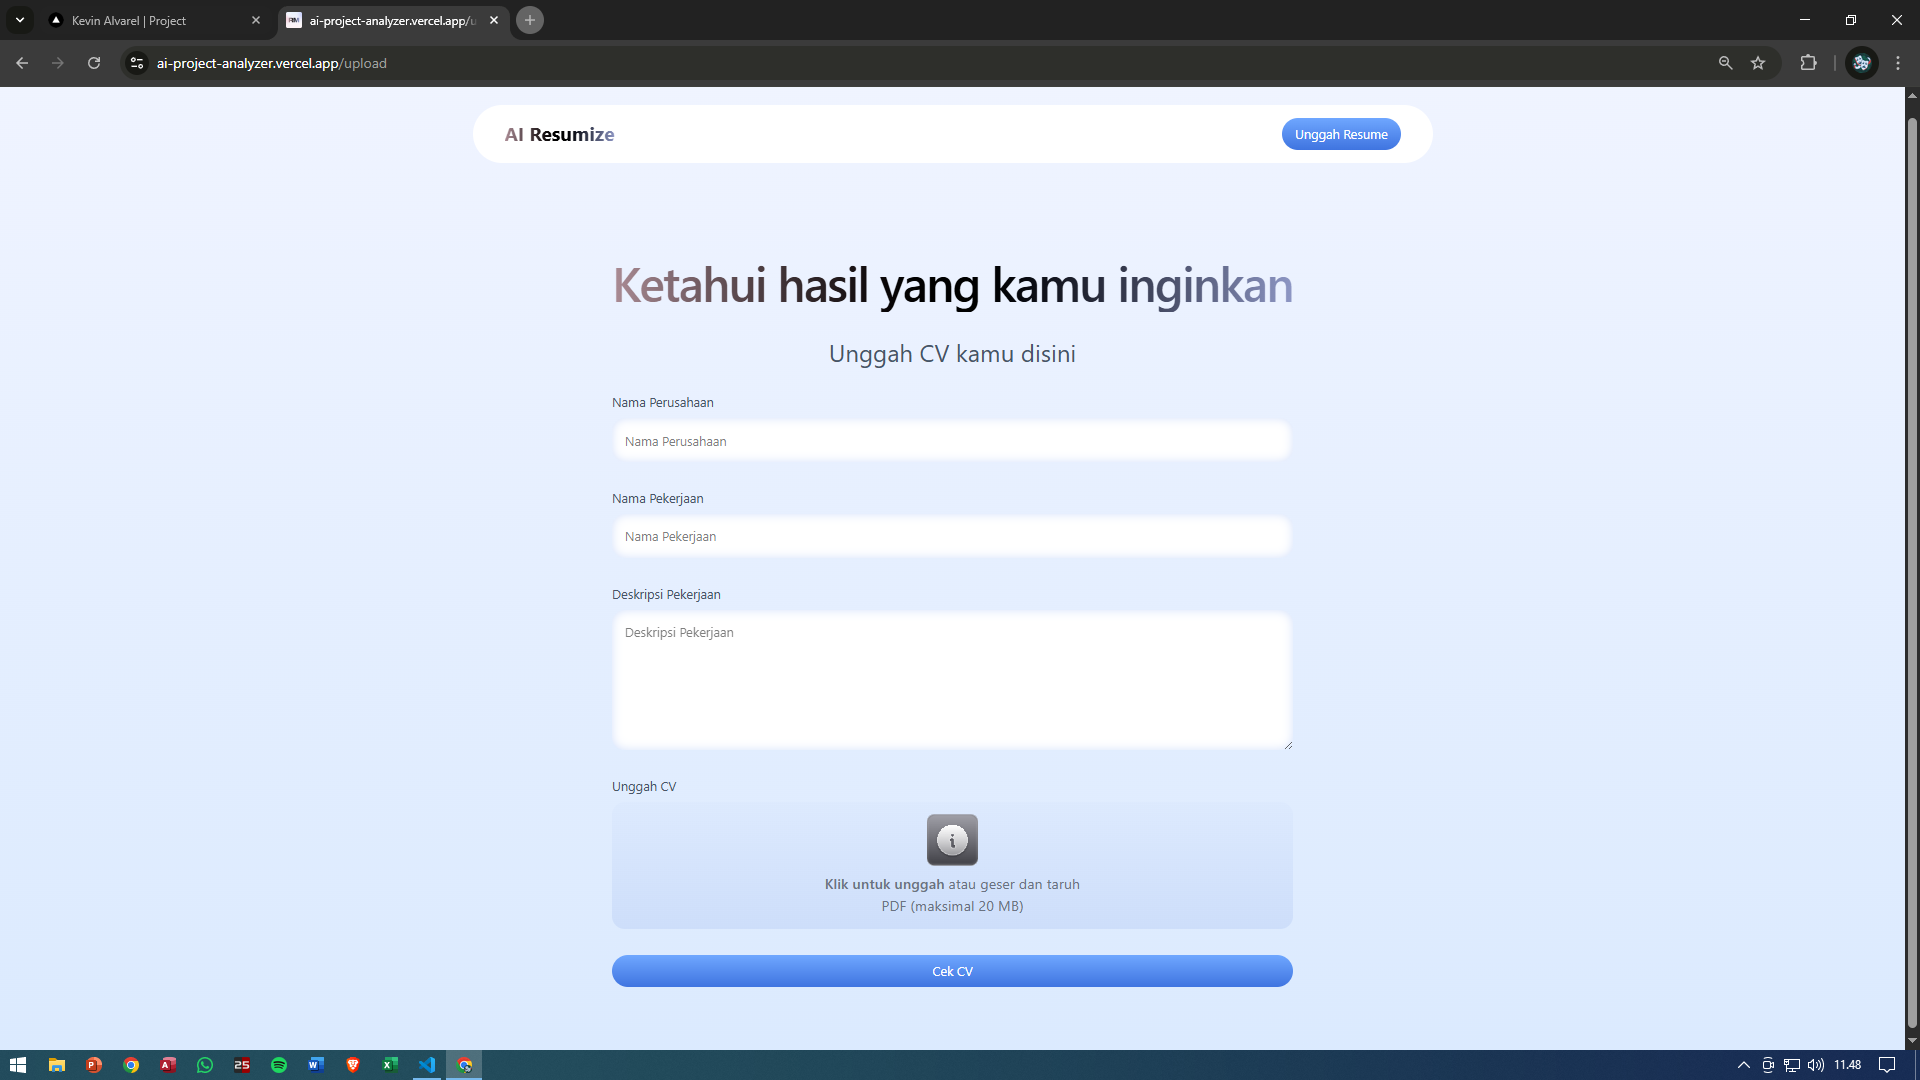 Kevin Alvarel | Project
ai-project-analyzer.vercel.app/u
ai-project-analyzer.vercel.app/upload
AI Resumize
Unggah Resume
Ketahui hasil yang kamu inginkan
Unggah CV kamu disini
Nama Perusahaan
Nama Perusahaan
Nama Pekerjaan
Nama Pekerjaan
Deskripsi Pekerjaan
Deskripsi Pekerjaan
Unggah CV
Klik untuk unggah atau geser dan taruh
PDF (maksimal 20 MB)
Cek CV
25
11.48